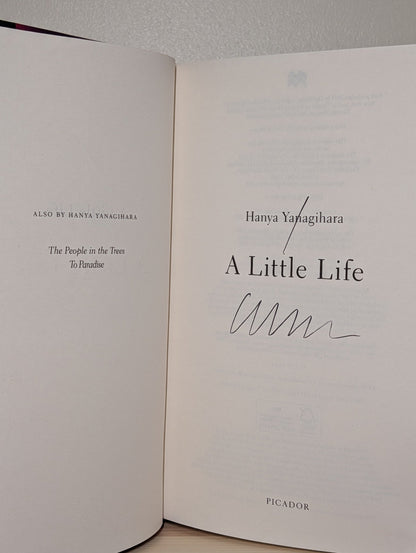 ALSO BY HANYA YANAGIHARA
The People in the Trees
To Paradise
Hanya Yanagihara
A Little Life
PICADOR